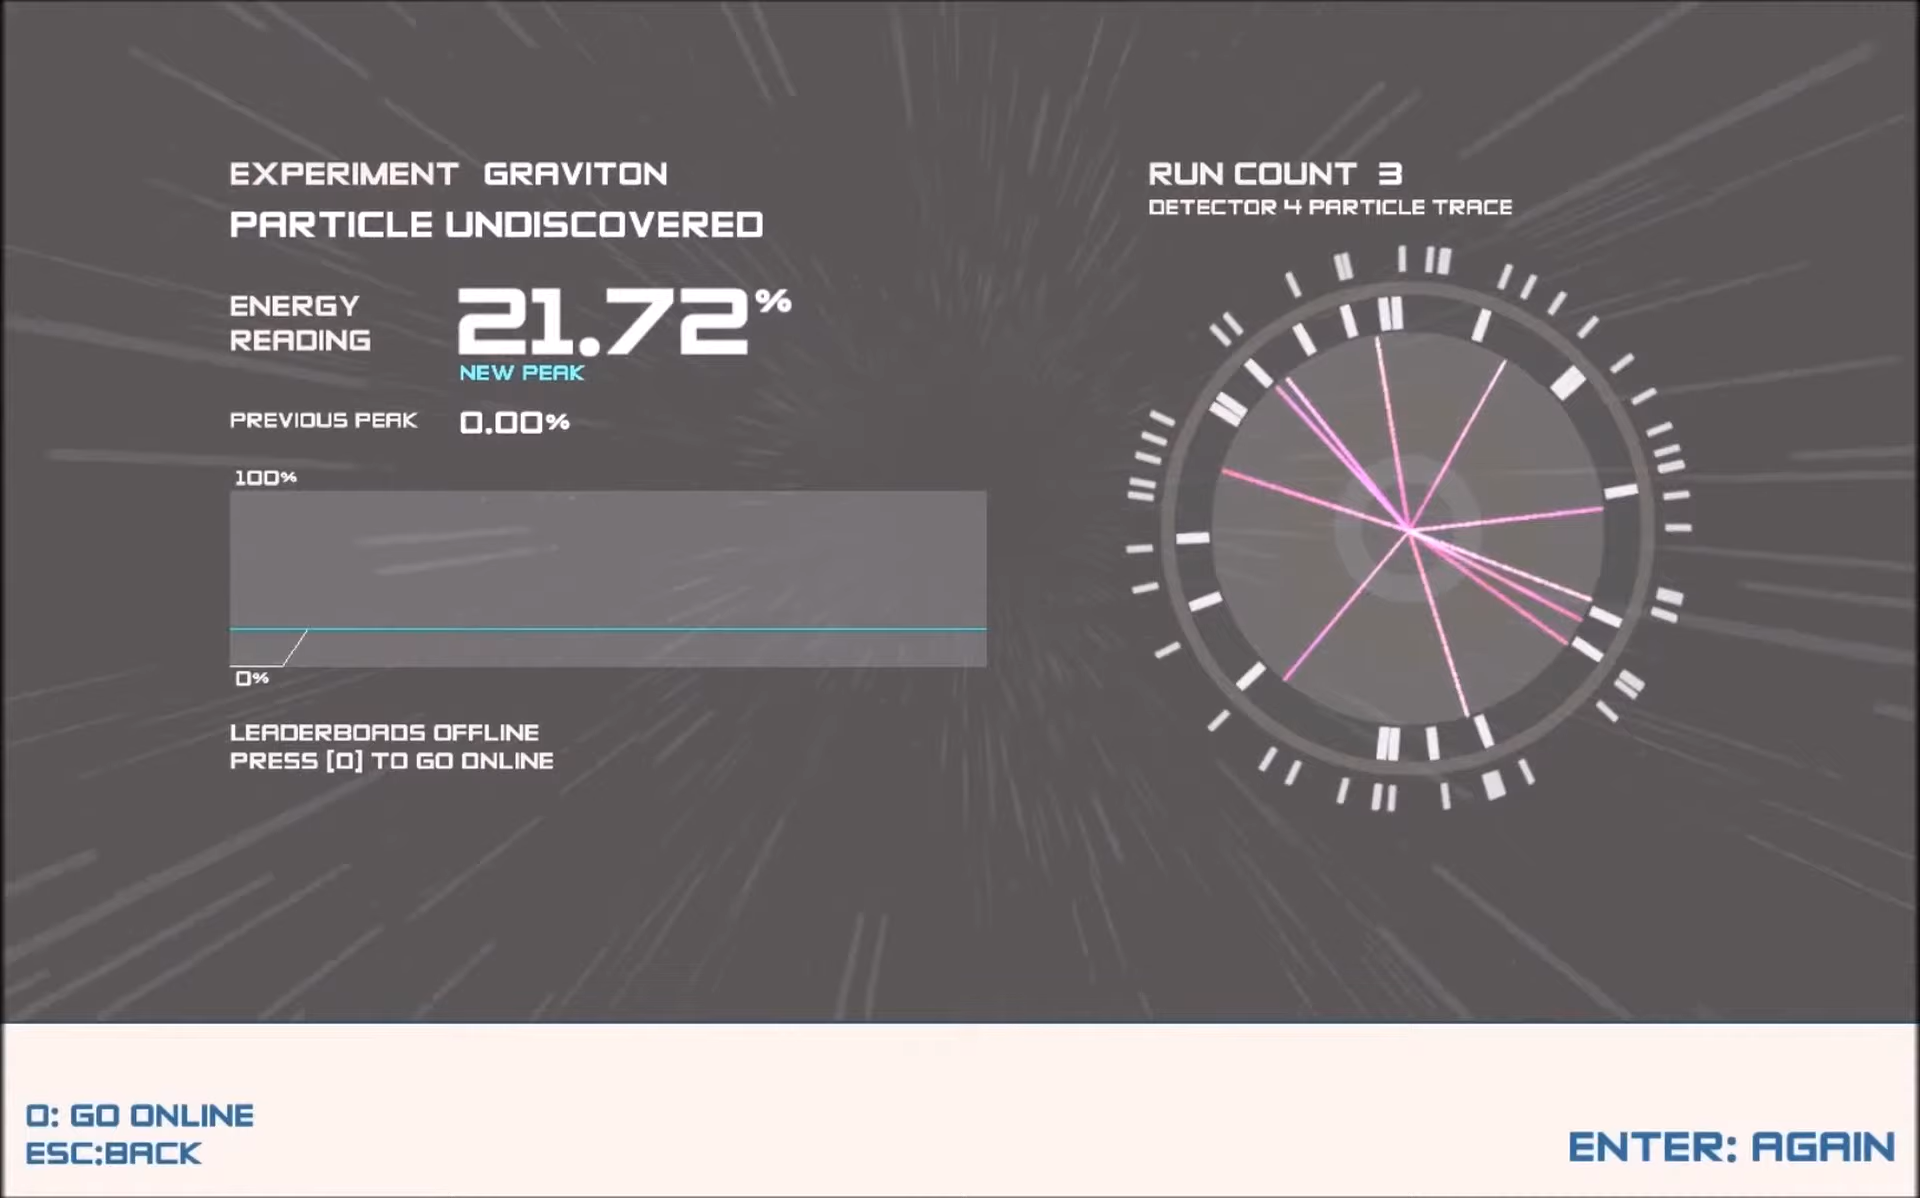 EXPERIMENT GRAVITON
PARTICLE UNDISCOVERED
ENERGY
READING
21.72%
NEW PEAK
PREVIOUS PEAK 0.00%
100%
0%
LEADERBOARDS OFFLINE
PRESS [O] TO GO ONLINE
RUN COUNT 3
DETECTOR 4 PARTICLE TRACE
O: GO ONLINE
ESC:BACK
ENTER: AGAIN